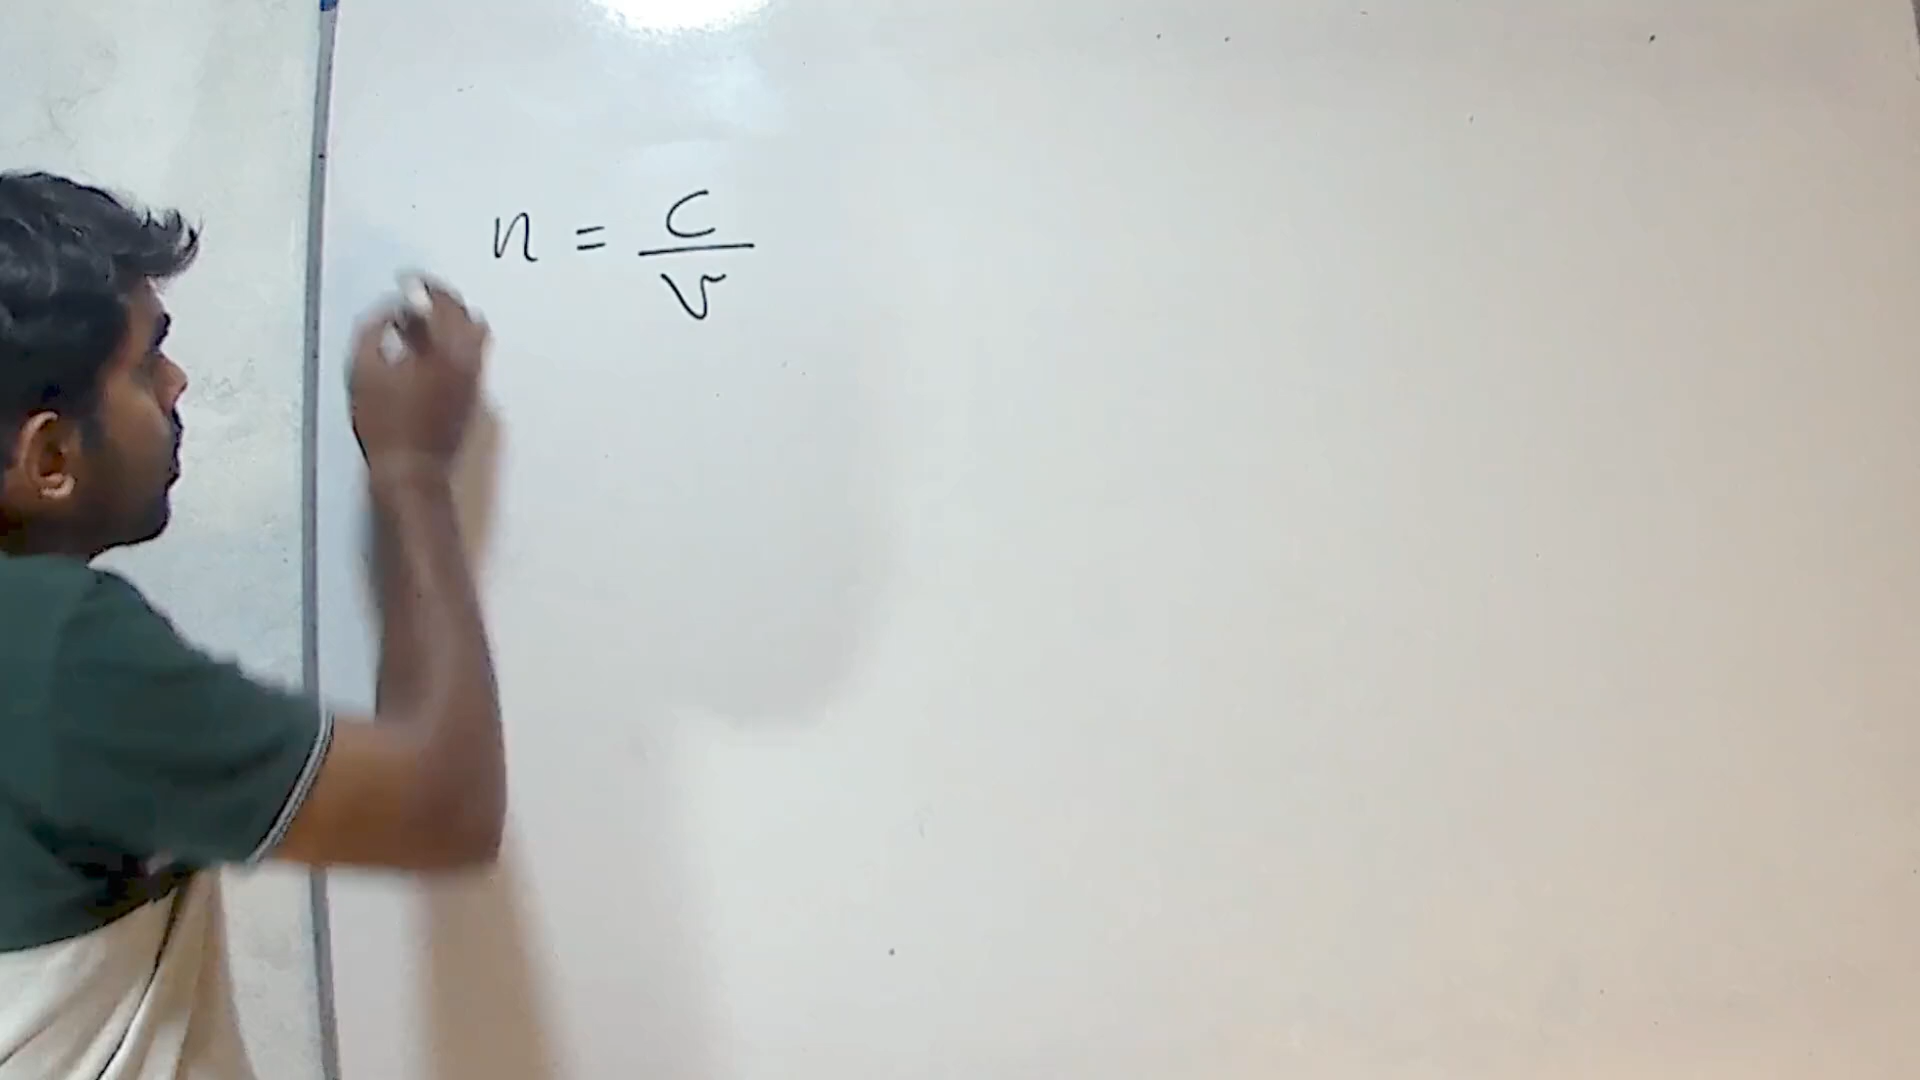 n = c/v